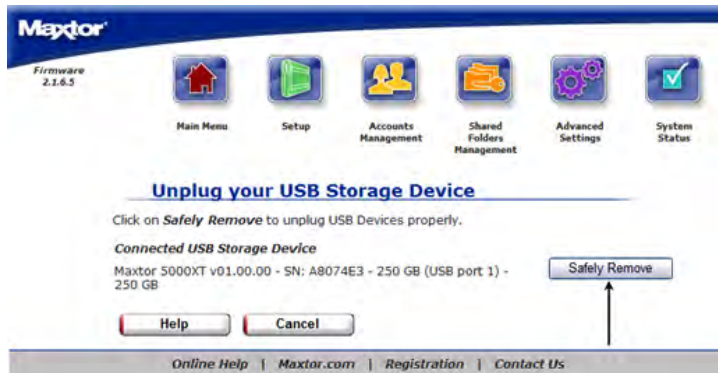 Maxtor
Firmware
2.1.6.5
Main Menu
Setup
Accounts
Management
Shared
Folders
Management
Advanced
Settings
System
Status
Unplug your USB Storage Device
Click on Safely Remove to unplug USB Devices properly.
Connected USB Storage Device
Maxtor 5000XT v01.00.00 - SN: A8074E3 - 250 GB (USB port 1) -
250 GB
Safely Remove
Help
Cancel
Online Help | Maxtor.com | Registration | Contact Us